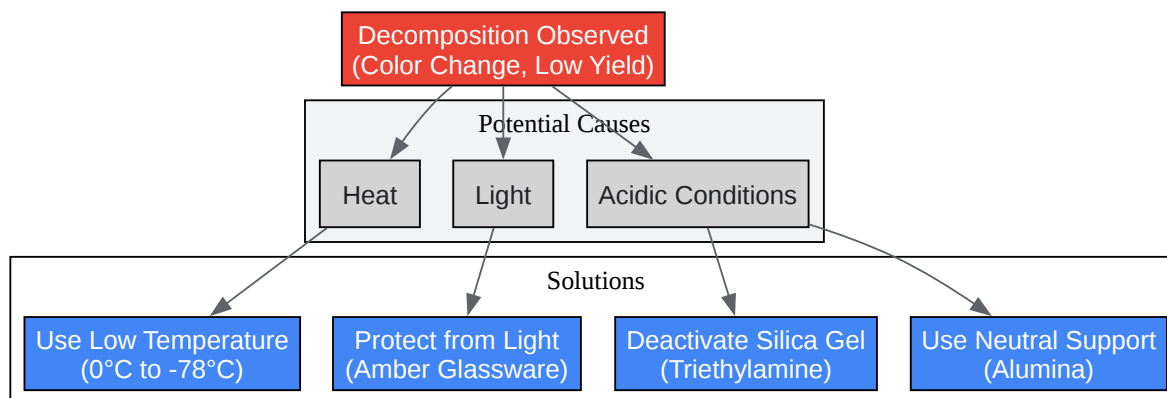 Decomposition Observed
(Color Change, Low Yield)
Potential Causes
Heat
Light
Acidic Conditions
Solutions
Use Low Temperature
(0°C to -78°C)
Protect from Light
(Amber Glassware)
Deactivate Silica Gel
(Triethylamine)
Use Neutral Support
(Alumina)